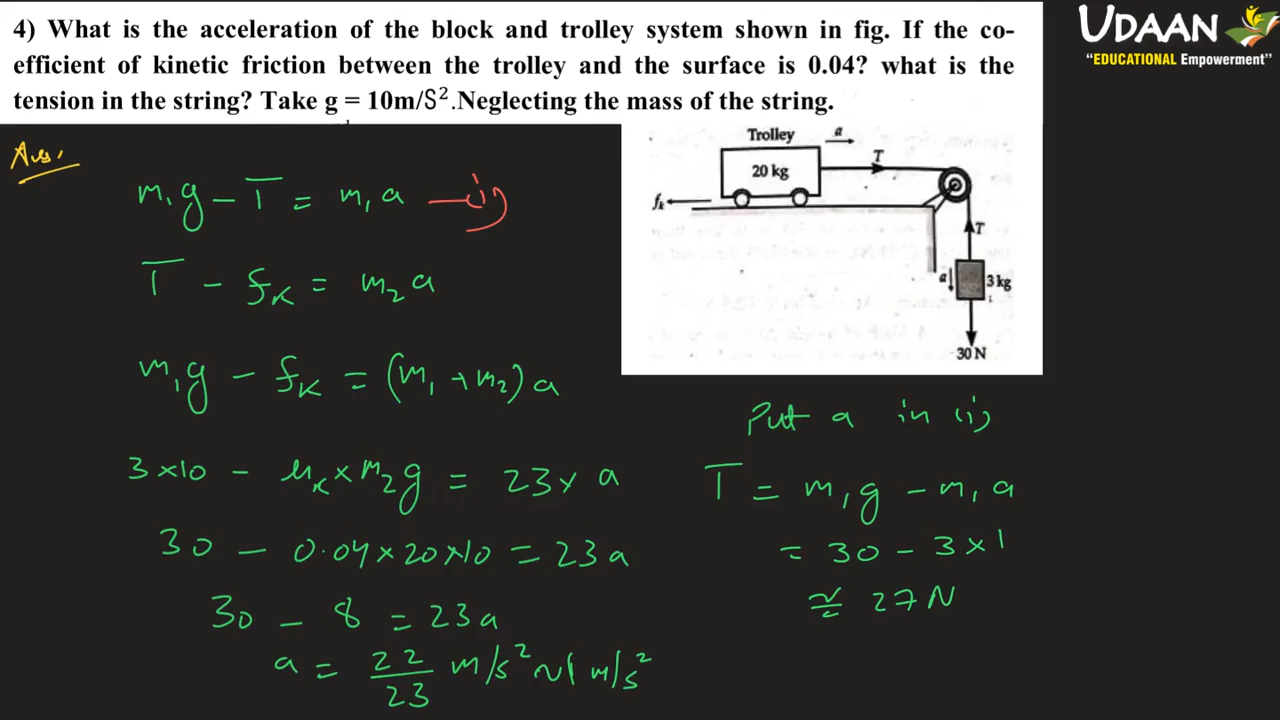 4) What is the acceleration of the block and trolley system shown in fig. If the co-
efficient of kinetic friction between the trolley and the surface is 0.04? what is the
tension in the string? Take g = 10m/S².Neglecting the mass of the string.
UDAAN
"EDUCATIONAL Empowerment"
Ans.
m₁g - T = m₁a —(i)
T - fₖ = m₂a
m₁g - fₖ = (m₁ + m₂) a
3×10 - μₖ × m₂g = 23 × a
30 - 0.04 × 20 × 10 = 23a
30 - 8 = 23a
a = 22/23 m/s² ~ 1 m/s²
Trolley
a
T
20 kg
fₖ
T
a
3 kg
30 N
Put a in (i)
T = m₁g - m₁a
= 30 - 3 × 1
≅ 27 N